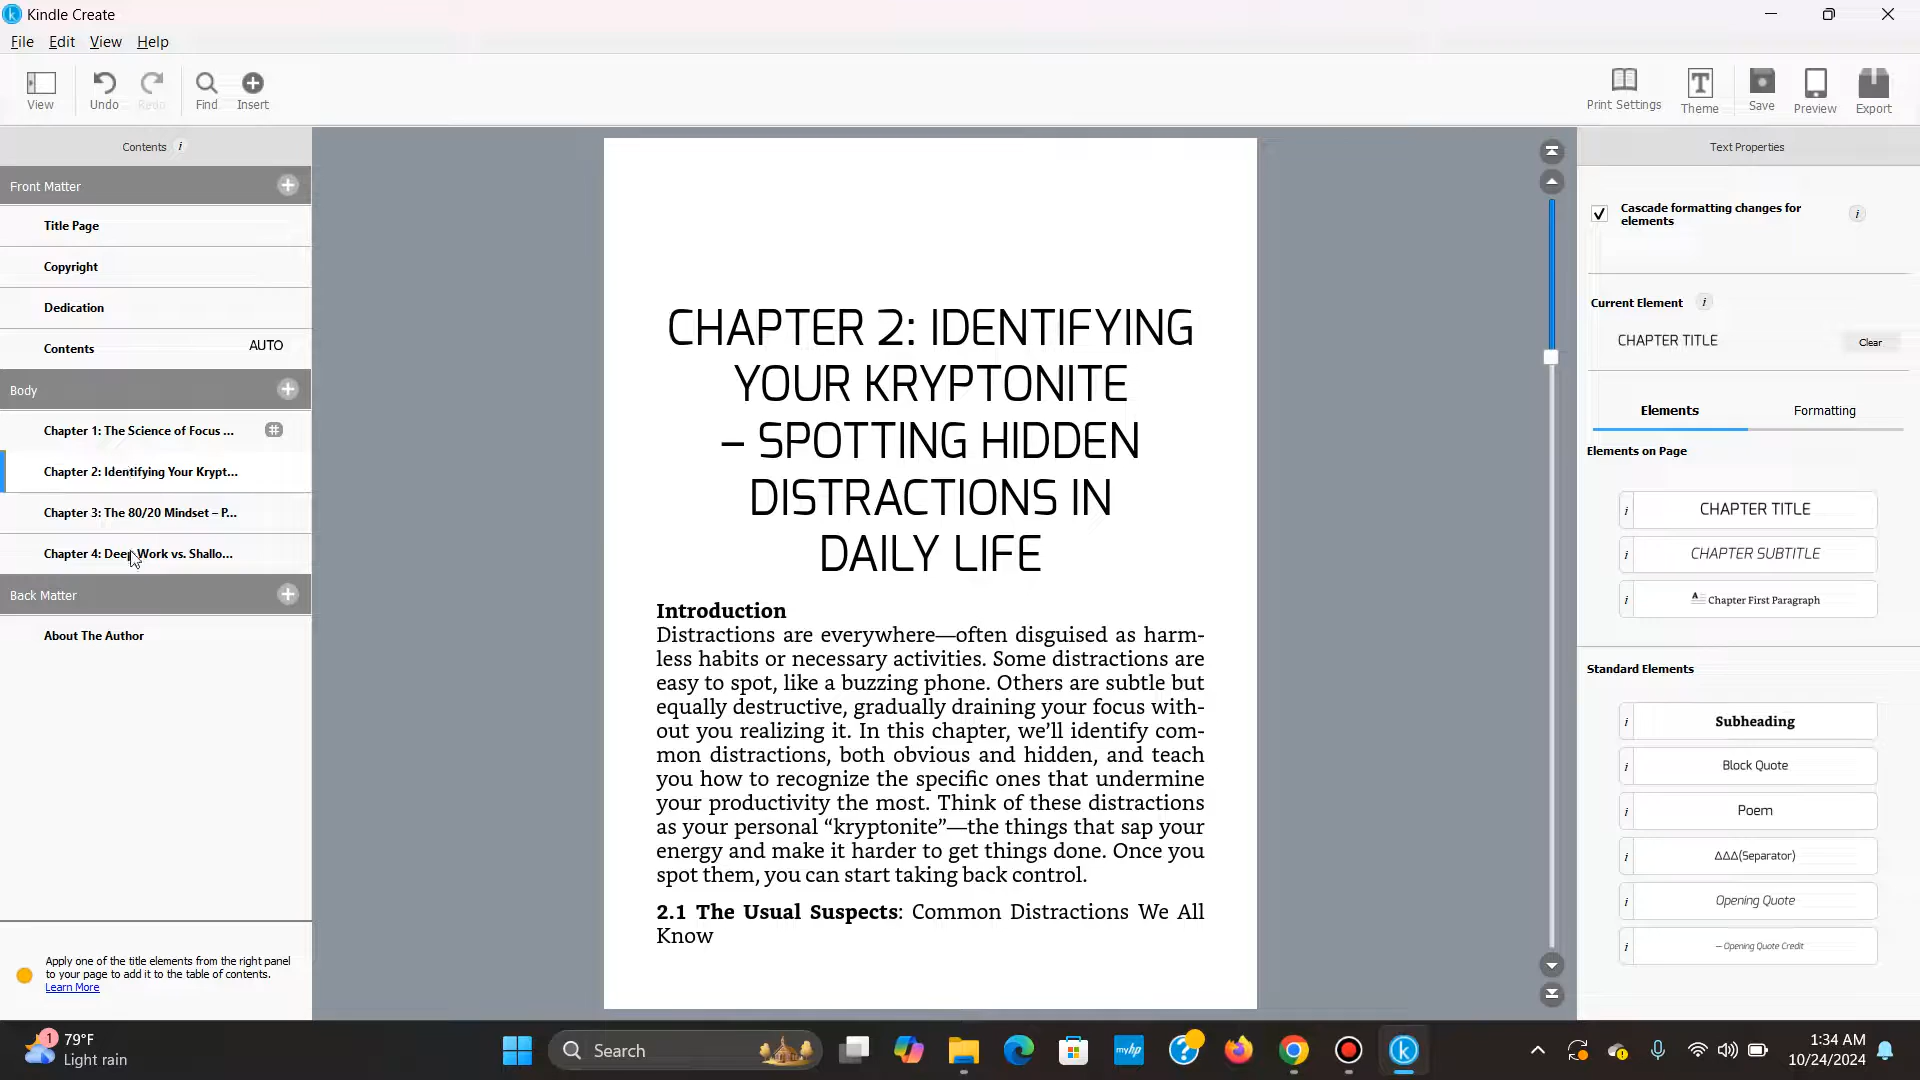 Kindle Create
File Edit View Help
View Undo Redo Find Insert Print Settings Theme Save Preview Export
Contents i
Front Matter
Title Page
Copyright
Dedication
Contents AUTO
Body
Chapter 1: The Science of Focus ...
Chapter 2: Identifying Your Krypt...
Chapter 3: The 80/20 Mindset – P...
Chapter 4: Deep Work vs. Shallo...
Back Matter
About The Author
Apply one of the title elements from the right panel
to your page to add it to the table of contents.
Learn More
CHAPTER 2: IDENTIFYING
YOUR KRYPTONITE
– SPOTTING HIDDEN
DISTRACTIONS IN
DAILY LIFE
Introduction
Distractions are everywhere—often disguised as harm-
less habits or necessary activities. Some distractions are
easy to spot, like a buzzing phone. Others are subtle but
equally destructive, gradually draining your focus with-
out you realizing it. In this chapter, we’ll identify com-
mon distractions, both obvious and hidden, and teach
you how to recognize the specific ones that undermine
your productivity the most. Think of these distractions
as your personal “kryptonite”—the things that sap your
energy and make it harder to get things done. Once you
spot them, you can start taking back control.
2.1 The Usual Suspects: Common Distractions We All
Know
Text Properties
Cascade formatting changes for
elements i
Current Element i
CHAPTER TITLE Clear
Elements Formatting
Elements on Page
i CHAPTER TITLE
i CHAPTER SUBTITLE
i A Chapter First Paragraph
Standard Elements
i Subheading
i Block Quote
i Poem
i ΔΔΔ(Separator)
i Opening Quote
i — Opening Quote Credit
1 79°F
Light rain
Search
myhp
1:34 AM
10/24/2024